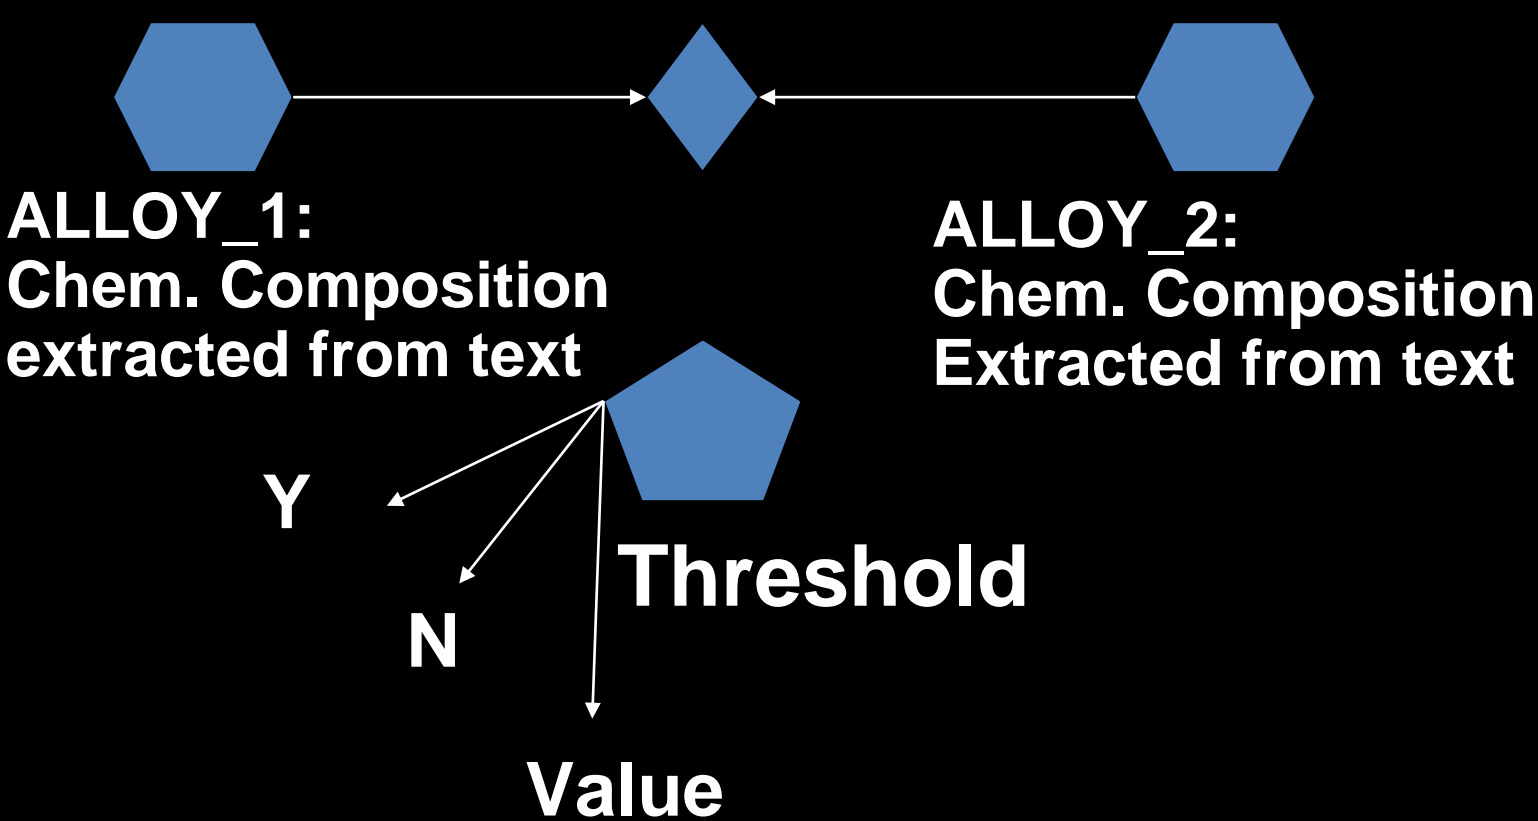 ALLOY_1:
Chem. Composition
extracted from text
ALLOY_2:
Chem. Composition
Extracted from text
Y
N
Threshold
Value